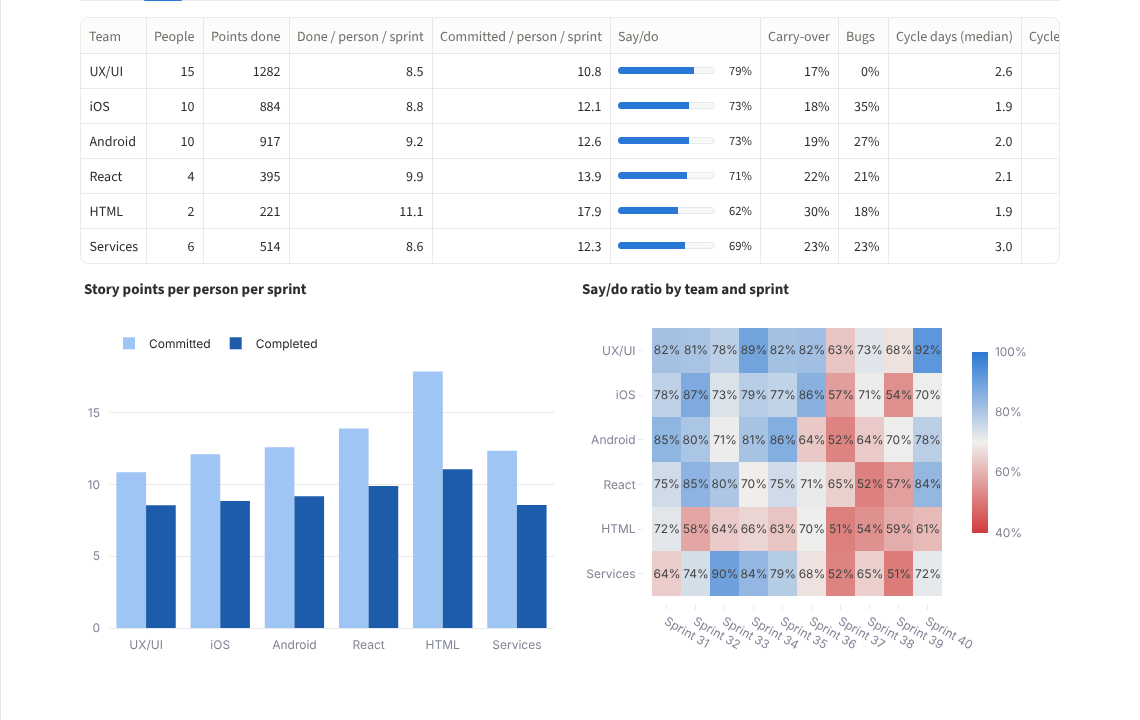 Team People Points done Done / person / sprint Committed / person / sprint Say/do Carry-over Bugs Cycle days (median) Cycle
UX/UI 15 1282 8.5 10.8 79% 17% 0% 2.6
iOS 10 884 8.8 12.1 73% 18% 35% 1.9
Android 10 917 9.2 12.6 73% 19% 27% 2.0
React 4 395 9.9 13.9 71% 22% 21% 2.1
HTML 2 221 11.1 17.9 62% 30% 18% 1.9
Services 6 514 8.6 12.3 69% 23% 23% 3.0
Story points per person per sprint
Committed Completed
15
10
5
0
UX/UI iOS Android React HTML Services
Say/do ratio by team and sprint
UX/UI 82% 81% 78% 89% 82% 82% 63% 73% 68% 92%
iOS 78% 87% 73% 79% 77% 86% 57% 71% 54% 70%
Android 85% 80% 71% 81% 86% 64% 52% 64% 70% 78%
React 75% 85% 80% 70% 75% 71% 65% 52% 57% 84%
HTML 72% 58% 64% 66% 63% 70% 51% 54% 59% 61%
Services 64% 74% 90% 84% 79% 68% 52% 65% 51% 72%
Sprint 31 Sprint 32 Sprint 33 Sprint 34 Sprint 35 Sprint 36 Sprint 37 Sprint 38 Sprint 39 Sprint 40
100%
80%
60%
40%